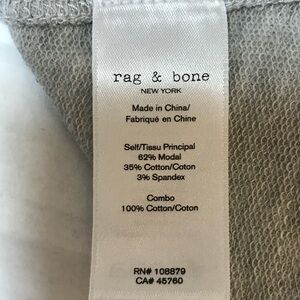 rag & bone
NEW YORK
Made in China/
Fabriqué en Chine
Self/Tissu Principal
62% Modal
35% Cotton/Coton
3% Spandex
Combo
100% Cotton/Coton
RN# 108879
CA# 45760